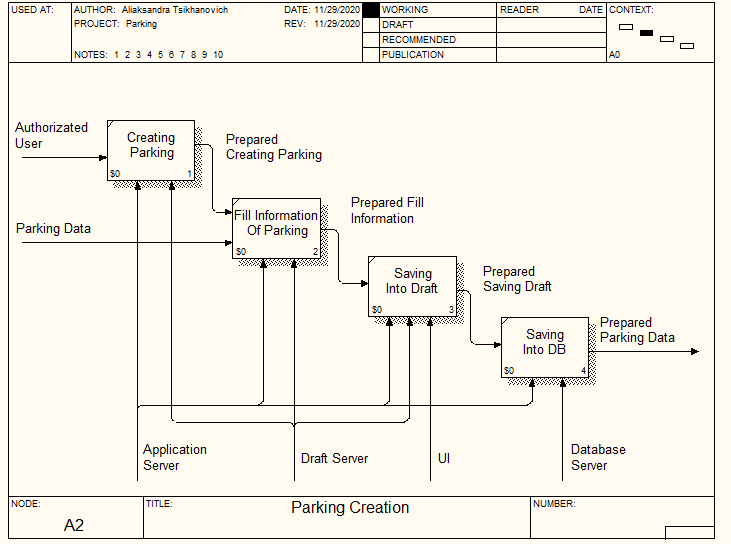 USED AT:
AUTHOR: Aliaksandra Tsikhanovich
DATE: 11/29/2020
PROJECT: Parking
REV: 11/29/2020
NOTES: 1 2 3 4 5 6 7 8 9 10
WORKING
DRAFT
RECOMMENDED
PUBLICATION
READER
DATE
CONTEXT:
A0
Authorizated
User
Creating
Parking
$0
1
Prepared
Creating Parking
Parking Data
Fill Information
Of Parking
$0
2
Prepared Fill
Information
Saving
Into Draft
$0
3
Prepared
Saving Draft
Saving
Into DB
$0
4
Prepared
Parking Data
Application
Server
Draft Server
UI
Database
Server
NODE:
A2
TITLE:
Parking Creation
NUMBER: